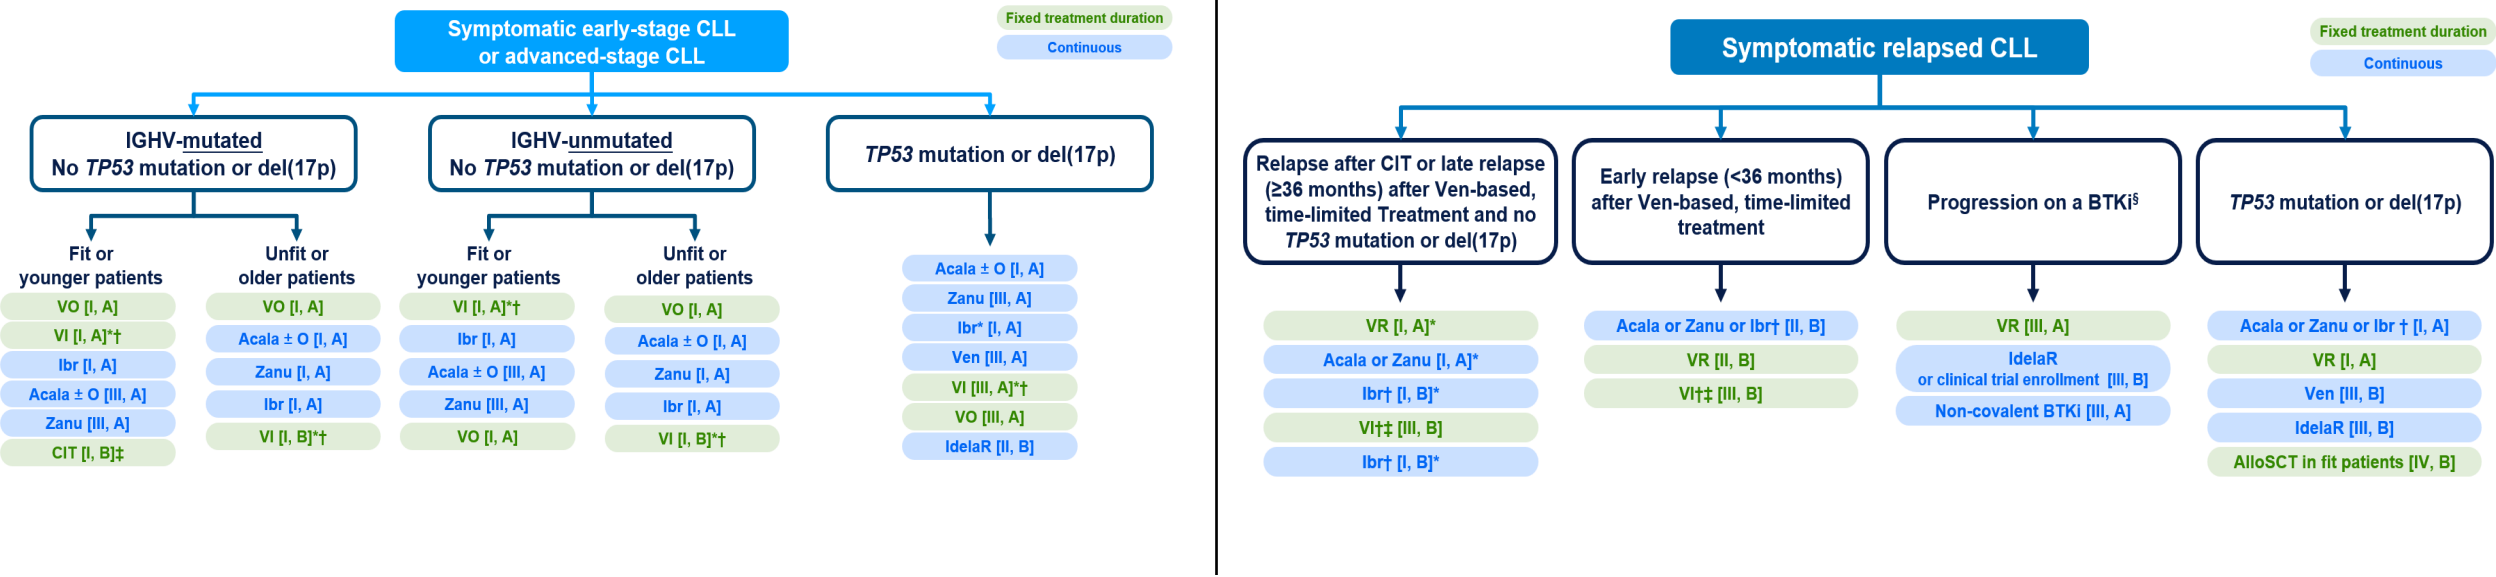 Symptomatic early-stage CLL
or advanced-stage CLL
Fixed treatment duration
Continuous
IGHV-mutated
No TP53 mutation or del(17p)
IGHV-unmutated
No TP53 mutation or del(17p)
TP53 mutation or del(17p)
Fit or
younger patients
VO [I, A]
VI [I, A]*†
Ibr [I, A]
Acala ± O [III, A]
Zanu [III, A]
CIT [I, B]‡
Unfit or
older patients
VO [I, A]
Acala ± O [I, A]
Zanu [I, A]
Ibr [I, A]
VI [I, B]*†
Fit or
younger patients
VI [I, A]*†
Ibr [I, A]
Acala ± O [III, A]
Zanu [III, A]
VO [I, A]
Unfit or
older patients
VO [I, A]
Acala ± O [I, A]
Zanu [I, A]
Ibr [I, A]
VI [I, B]*†
Acala ± O [I, A]
Zanu [III, A]
Ibr* [I, A]
Ven [III, A]
VI [III, A]*†
VO [III, A]
IdelaR [II, B]
Symptomatic relapsed CLL
Fixed treatment duration
Continuous
Relapse after CIT or late relapse
(≥36 months) after Ven-based,
time-limited Treatment and no
TP53 mutation or del(17p)
VR [I, A]*
Acala or Zanu [I, A]*
Ibr† [I, B]*
VI†‡ [III, B]
Ibr† [I, B]*
Early relapse (<36 months)
after Ven-based, time-limited
treatment
Acala or Zanu or Ibr† [II, B]
VR [II, B]
VI†‡ [III, B]
Progression on a BTKi§
VR [III, A]
IdelaR
or clinical trial enrollment [III, B]
Non-covalent BTKi [III, A]
TP53 mutation or del(17p)
Acala or Zanu or Ibr † [I, A]
VR [I, A]
Ven [III, B]
IdelaR [III, B]
AlloSCT in fit patients [IV, B]